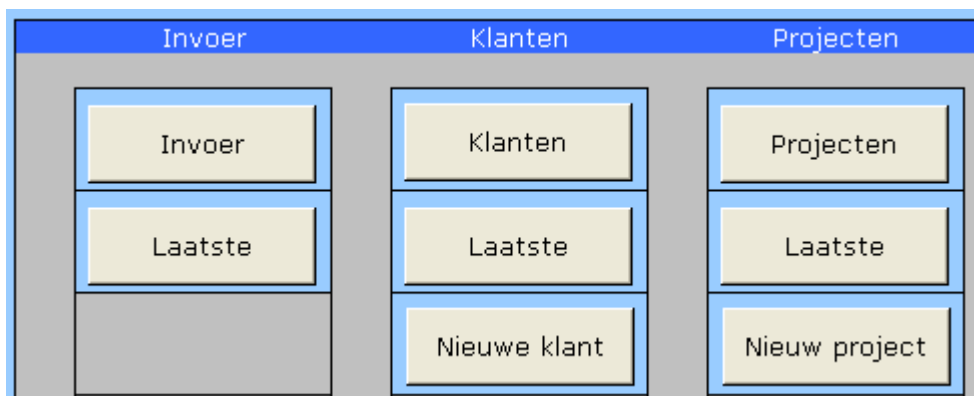 Invoer Klanten Projecten
Invoer Klanten Projecten
Laatste Laatste Laatste
Nieuwe klant Nieuw project